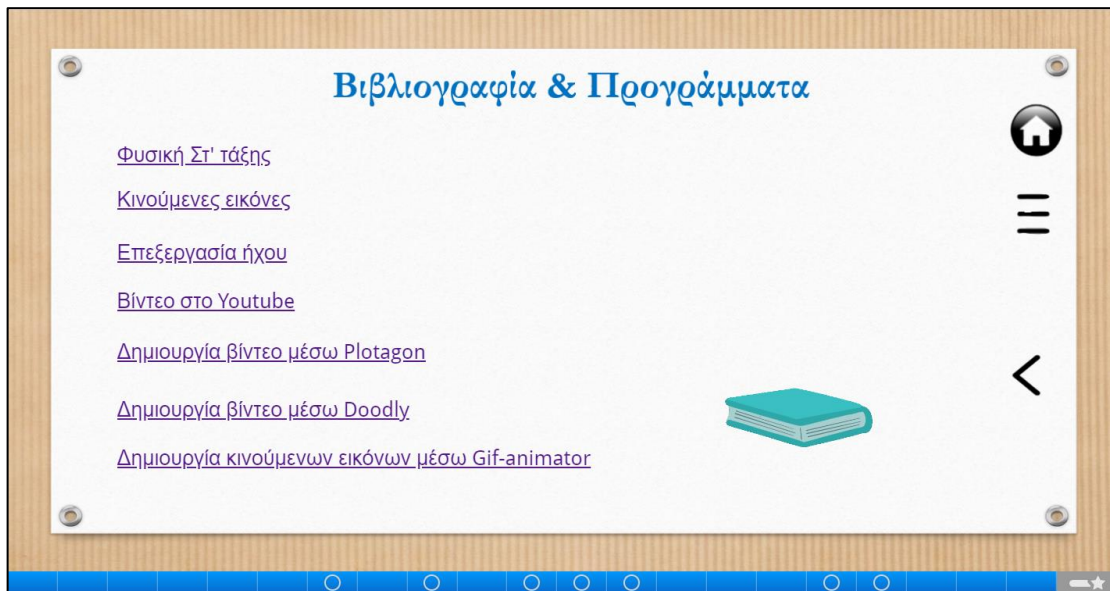 Βιβλιογραφία & Προγράμματα
Φυσική Στ' τάξης
Κινούμενες εικόνες
Επεξεργασία ήχου
Βίντεο στο Youtube
Δημιουργία βίντεο μέσω Plotagon
Δημιουργία βίντεο μέσω Doodly
Δημιουργία κινούμενων εικόνων μέσω Gif-animator